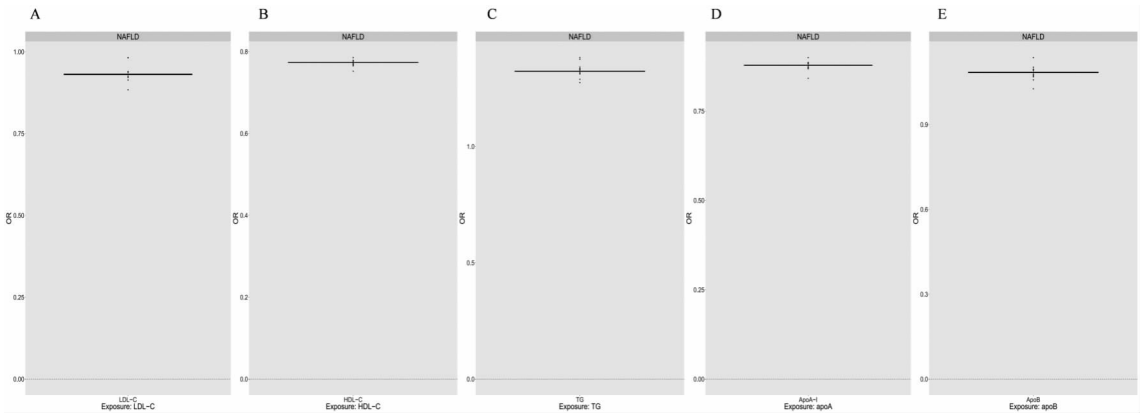 A
NAFLD
1.00
0.75
0.50
0.25
0.00
OR
LDL−C
Exposure: LDL−C
B
NAFLD
0.8
0.6
0.4
0.2
0.0
OR
HDL−C
Exposure: HDL−C
C
NAFLD
1.0
0.5
0.0
OR
TG
Exposure: TG
D
NAFLD
0.75
0.50
0.25
0.00
OR
ApoA−I
Exposure: apoA
E
NAFLD
0.9
0.6
0.3
0.0
OR
ApoB
Exposure: apoB